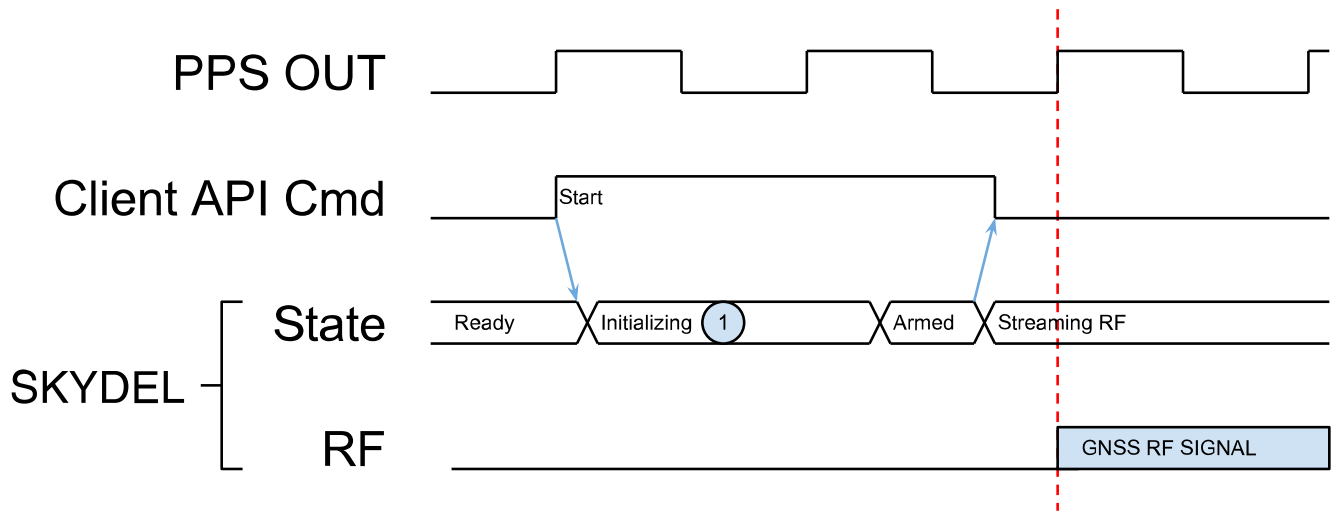 PPS OUT
Client API Cmd
Start
SKYDEL
State
Ready
Initializing
1
Armed
Streaming RF
RF
GNSS RF SIGNAL